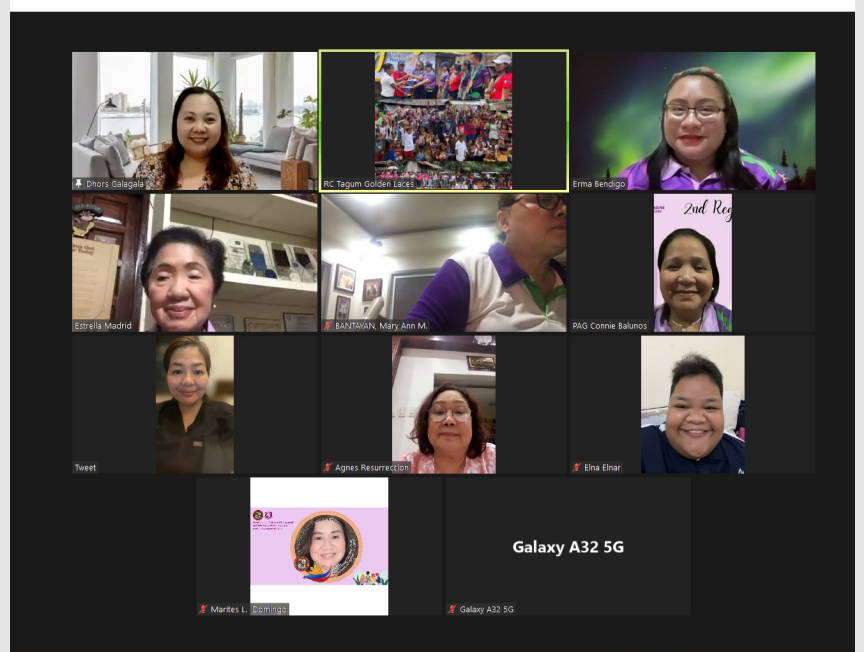 Dhors Galagala
RC Tagum Golden Laces
Erma Bendigo
Estrella Madrid
BANTAYAN, Mary Ann M.
2nd Reg
PAG Connie Balunos
Tweet
Agnes Resurreccion
Elna Elnar
Marites L. Domingo
Galaxy A32 5G
Galaxy A32 5G